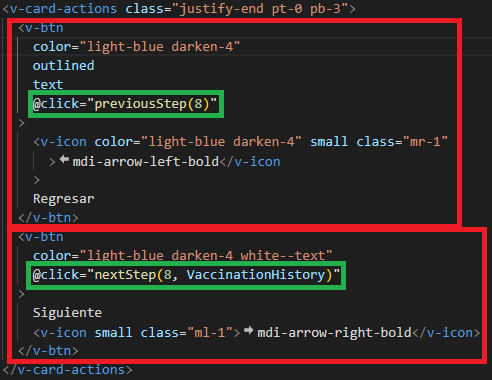 <v-card-actions class="justify-end pt-0 pb-3">
<v-btn
color="light-blue darken-4"
outlined
text
@click="previousStep(8)"
>
<v-icon color="light-blue darken-4" small class="mr-1"
>mdi-arrow-left-bold</v-icon
>
Regresar
</v-btn>
<v-btn
color="light-blue darken-4 white--text"
@click="nextStep(8, VaccinationHistory)"
>
Siguiente
<v-icon small class="ml-1">mdi-arrow-right-bold</v-icon>
</v-btn>
</v-card-actions>